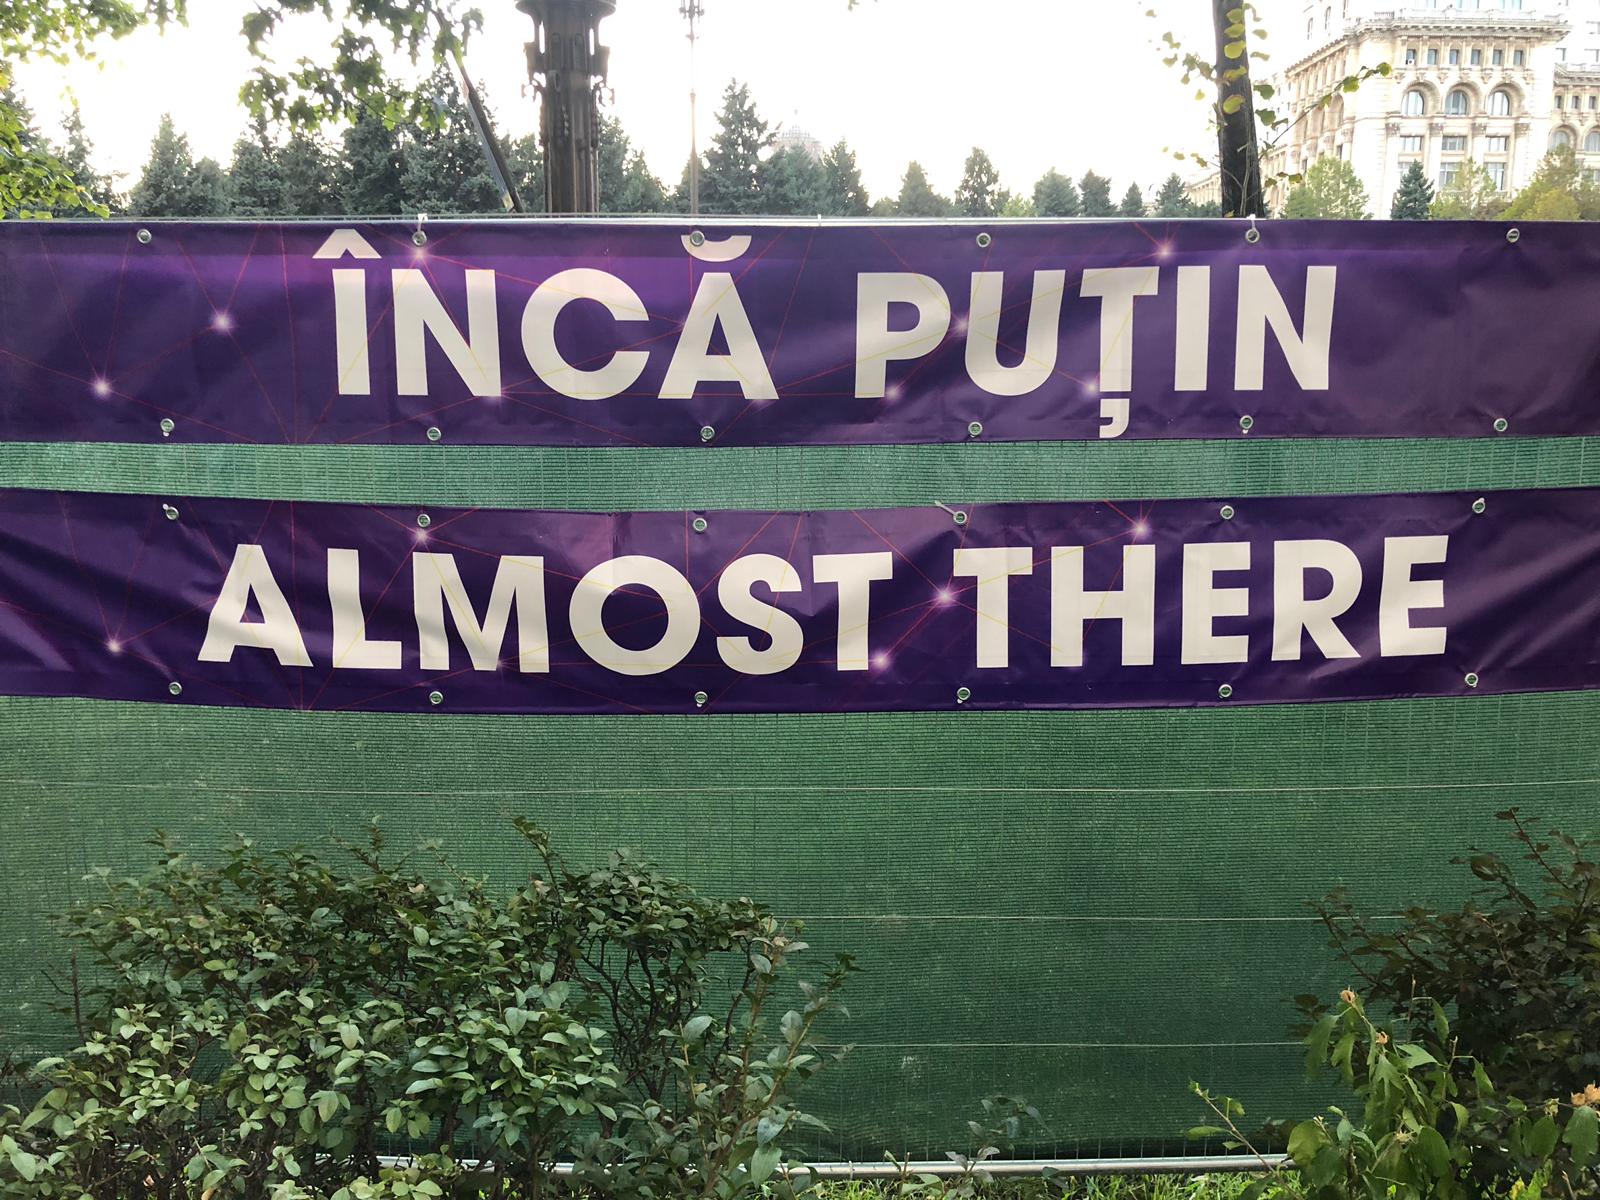 ÎNCĂ PUȚIN
ALMOST THERE